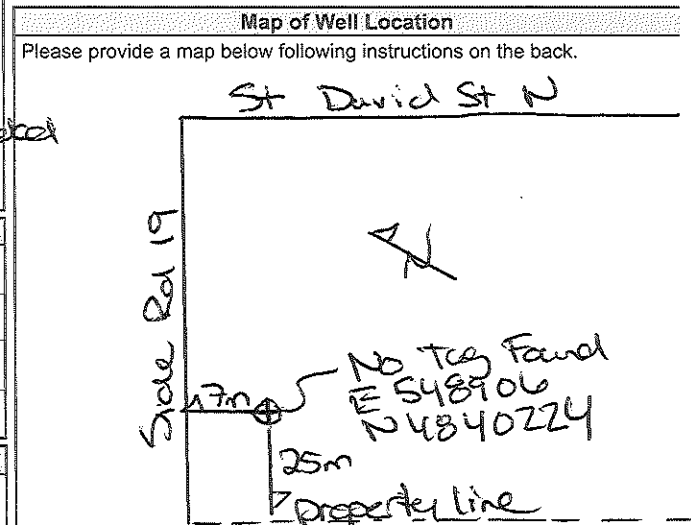 Map of Well Location
Please provide a map below following instructions on the back.
St David St N
Side Rd 19
N
No Tag Found
E 548906
N 4840224
7m
25m
property line